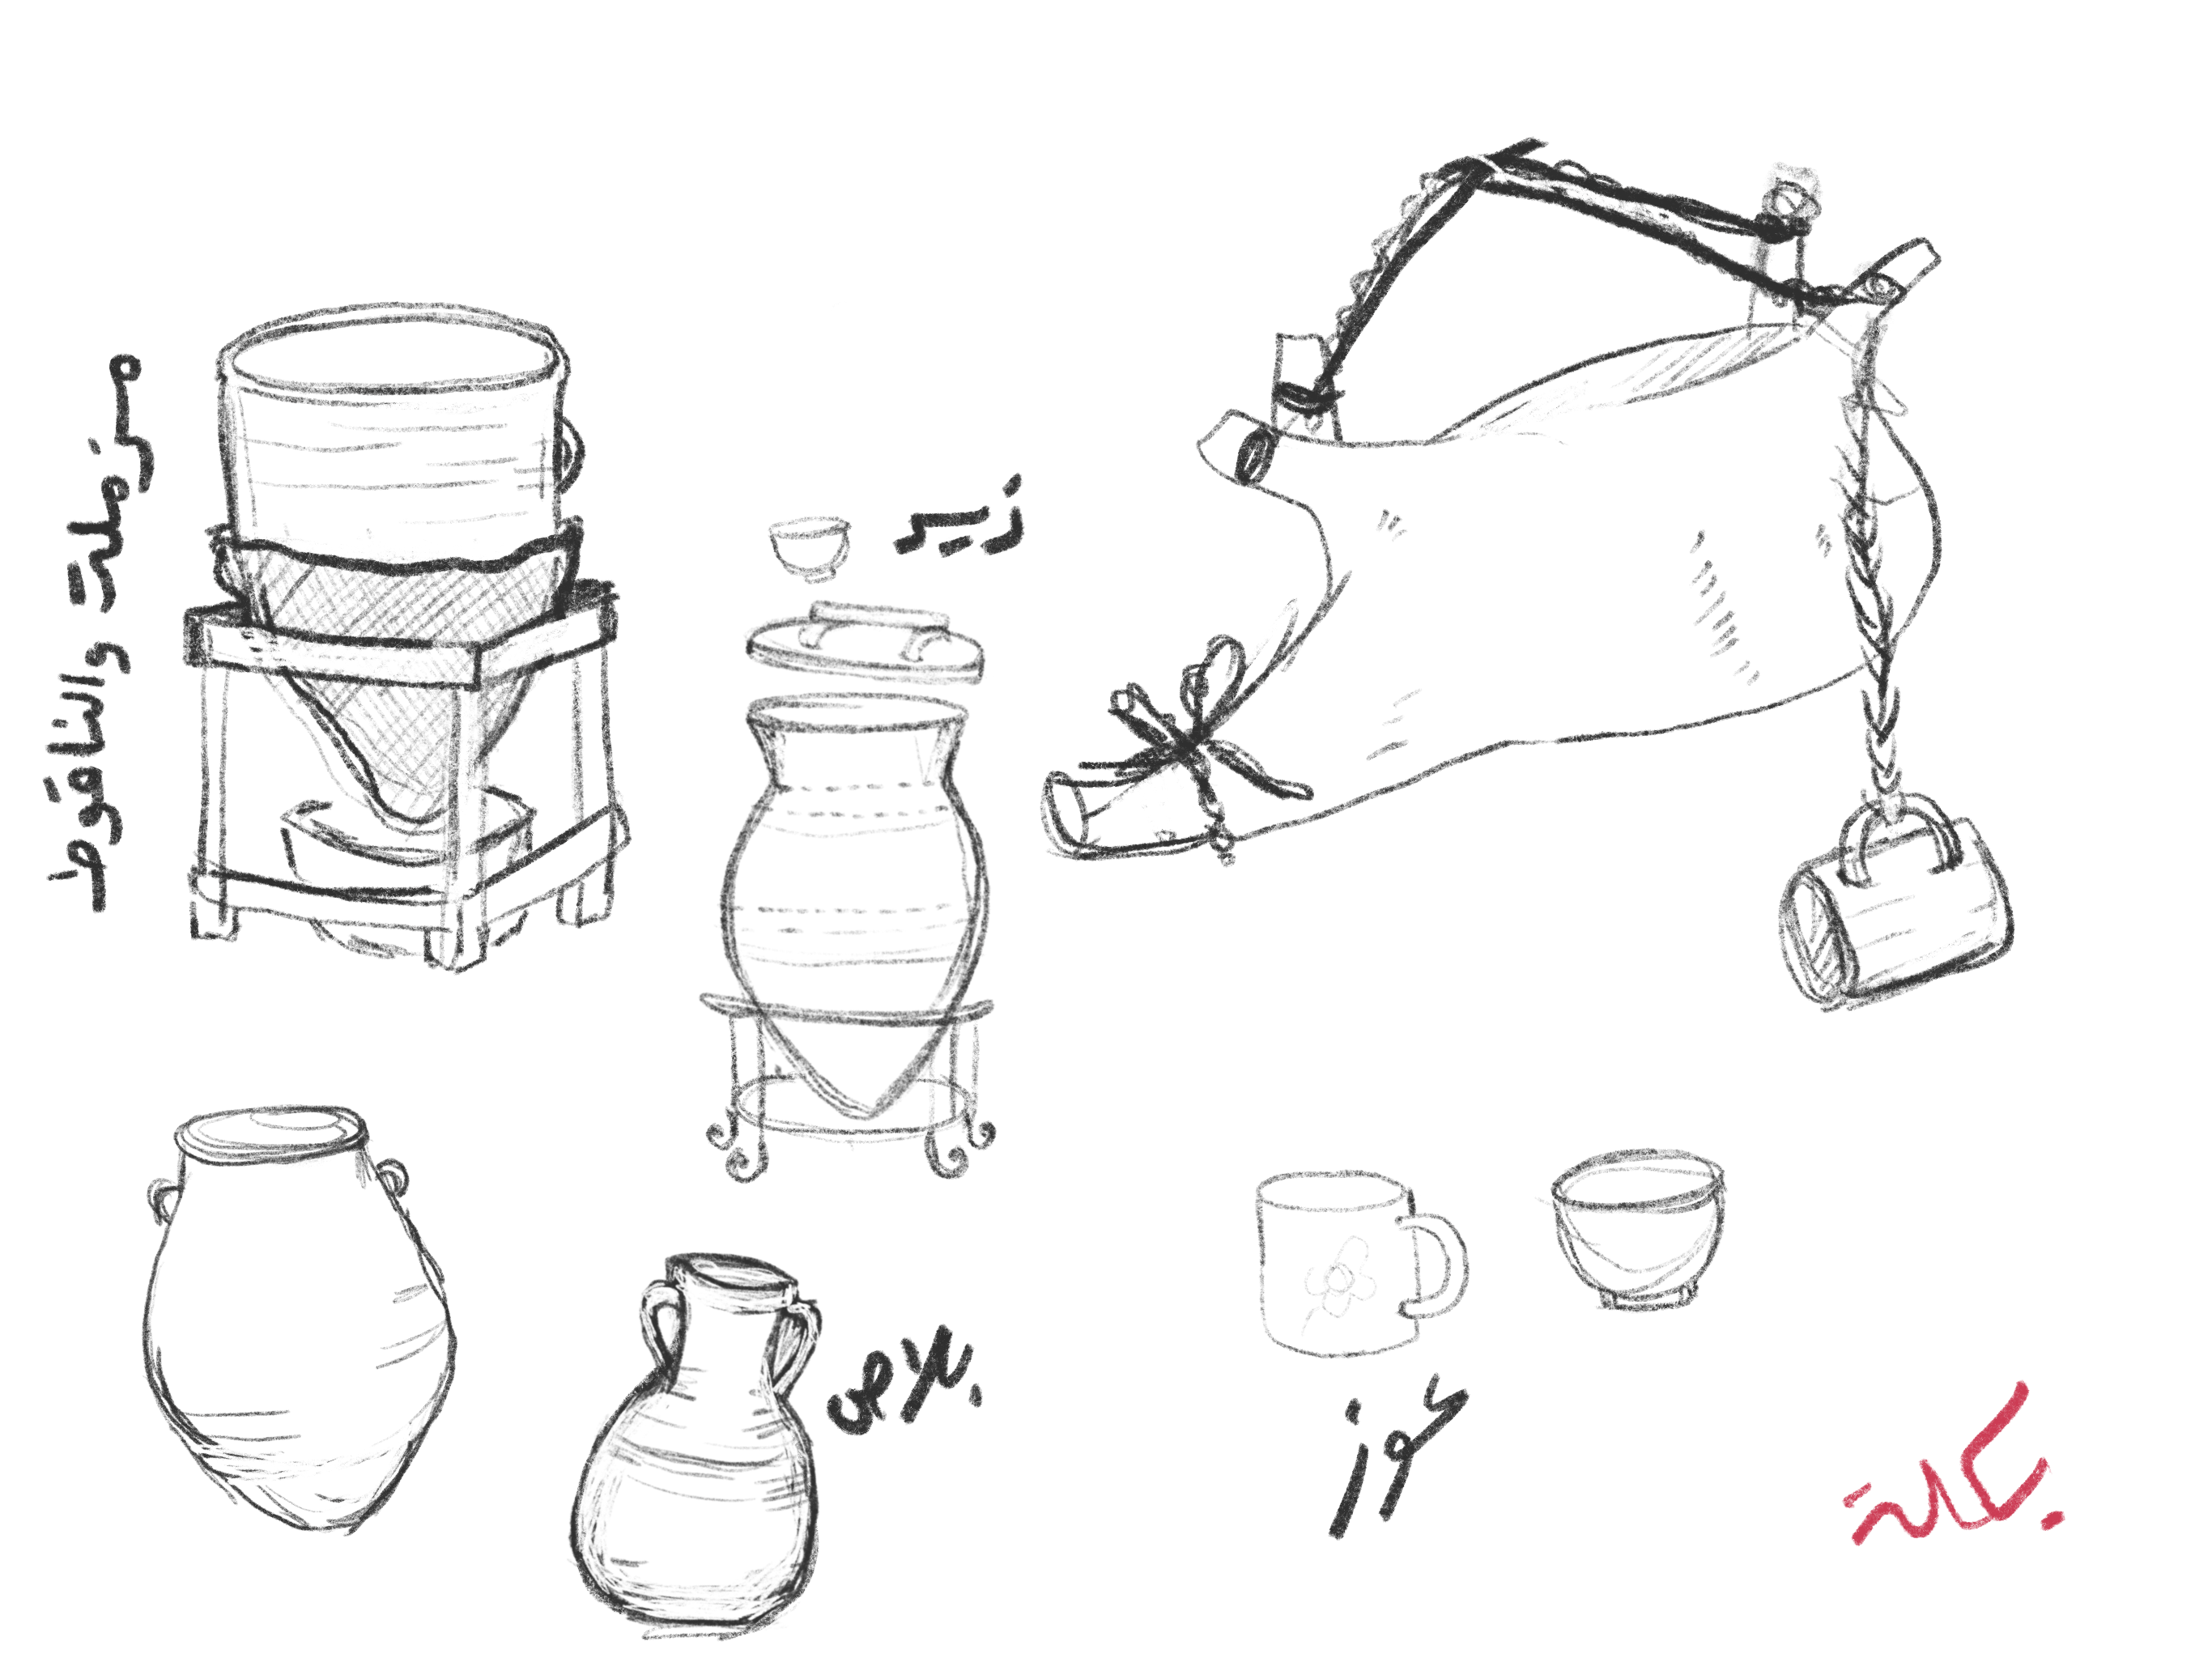 مزملة والناقوط
زير
بلاص
كوز
بكلة